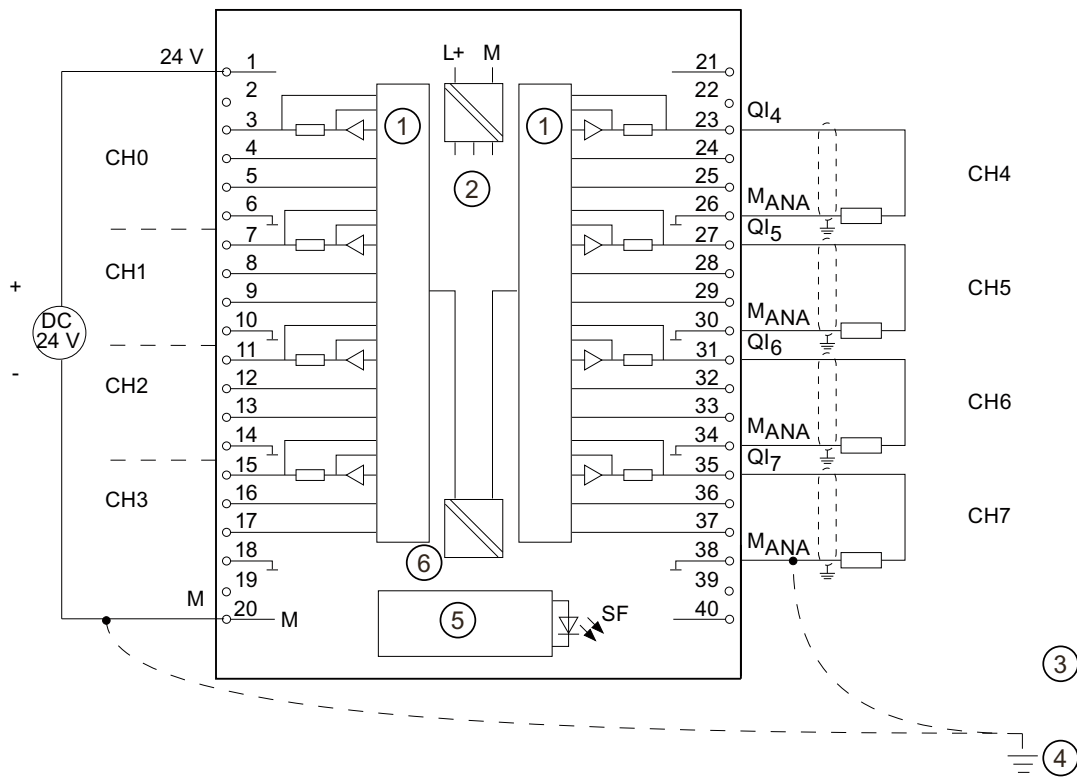 24 V
1
2
3
4
5
6
7
8
9
10
11
12
13
14
15
16
17
18
19
M
20
M
CH0
CH1
CH2
CH3
+
DC
24 V
-
L+ M
1
1
2
6
5
SF
21
22
23
24
25
26
27
28
29
30
31
32
33
34
35
36
37
38
39
40
QI4
MANA
QI5
MANA
QI6
MANA
QI7
MANA
CH4
CH5
CH6
CH7
3
4